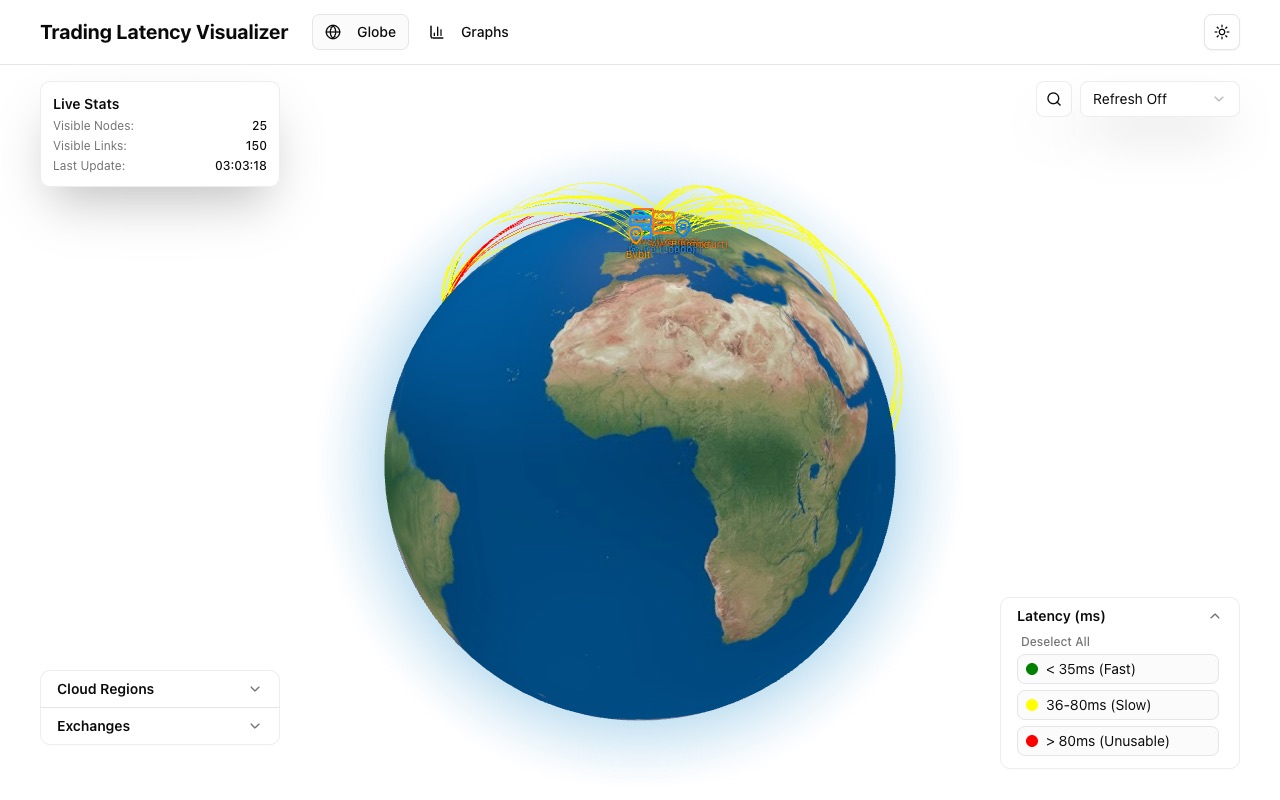 Trading Latency Visualizer
Globe
Graphs
Live Stats
Visible Nodes: 25
Visible Links: 150
Last Update: 03:03:18
Refresh Off
Bybit
Cloud Regions
Exchanges
Latency (ms)
Deselect All
< 35ms (Fast)
36-80ms (Slow)
> 80ms (Unusable)